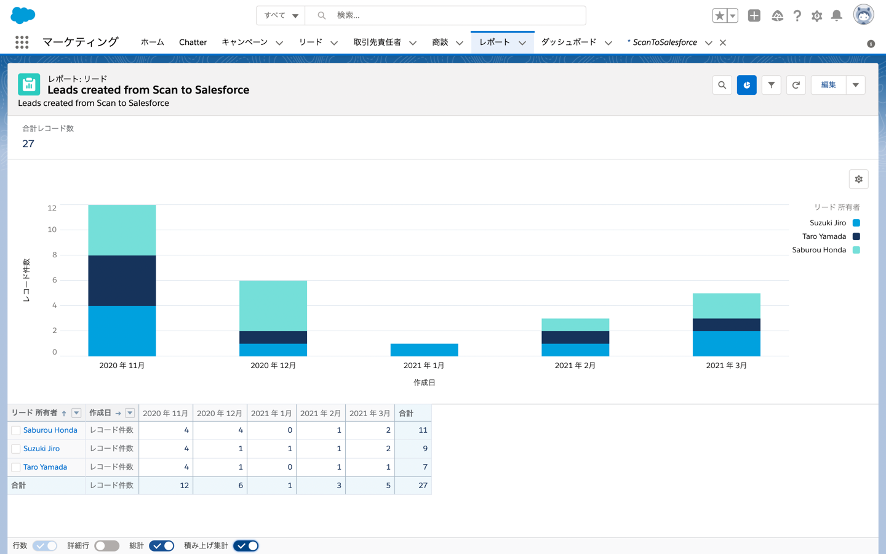 すべて 検索...
マーケティング ホーム Chatter キャンペーン リード 取引先責任者 商談 レポート ダッシュボード * ScanToSalesforce
レポート: リード
Leads created from Scan to Salesforce
Leads created from Scan to Salesforce
編集
合計レコード数
27
リード 所有者
Suzuki Jiro
Taro Yamada
Saburou Honda
レコード件数
12
10
8
6
4
2
0
2020 年 11月 2020 年 12月 2021 年 1月 2021 年 2月 2021 年 3月
作成日
リード 所有者 ↑ 作成日 → 2020 年 11月 2020 年 12月 2021 年 1月 2021 年 2月 2021 年 3月 合計
Saburou Honda レコード件数 4 4 0 1 2 11
Suzuki Jiro レコード件数 4 1 1 1 2 9
Taro Yamada レコード件数 4 1 0 1 1 7
合計 レコード件数 12 6 1 3 5 27
行数 詳細行 総計 積み上げ集計